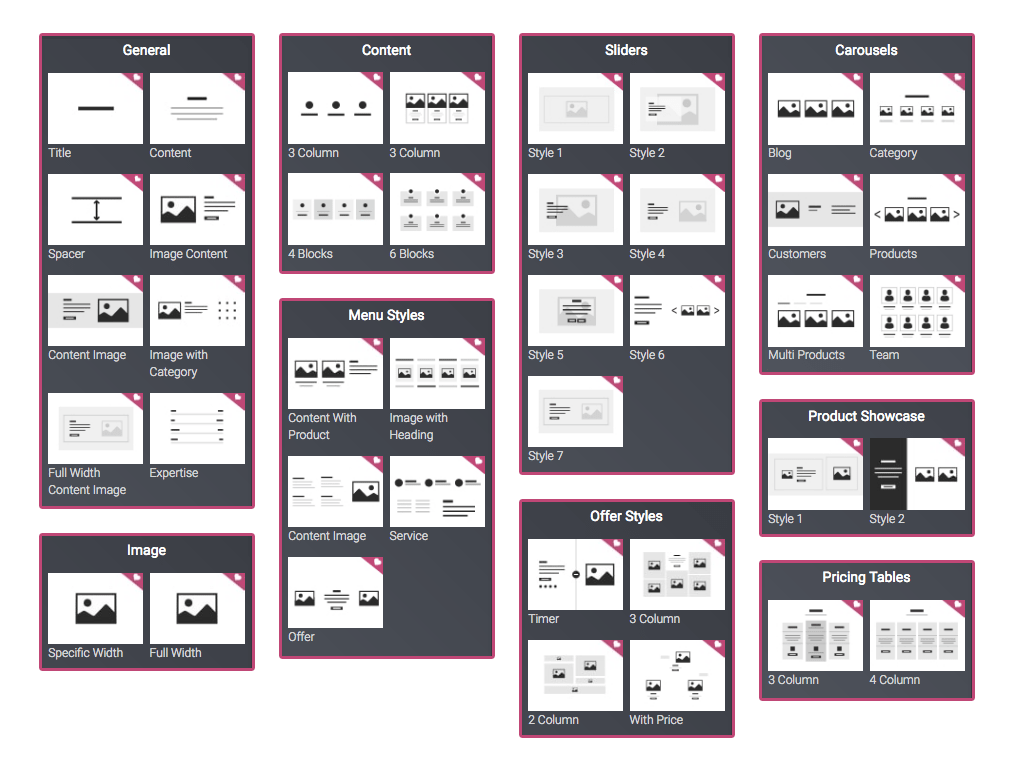 General
Title
Content
Spacer
Image Content
Content Image
Image with
Category
Full Width
Content Image
Expertise
Image
Specific Width
Full Width
Content
3 Column
3 Column
4 Blocks
6 Blocks
Menu Styles
Content With
Product
Image with
Heading
Content Image
Service
Offer
Sliders
Style 1
Style 2
Style 3
Style 4
Style 5
Style 6
Style 7
Offer Styles
Timer
3 Column
2 Column
With Price
Carousels
Blog
Category
Customers
Products
Multi Products
Team
Product Showcase
Style 1
Style 2
Pricing Tables
3 Column
4 Column